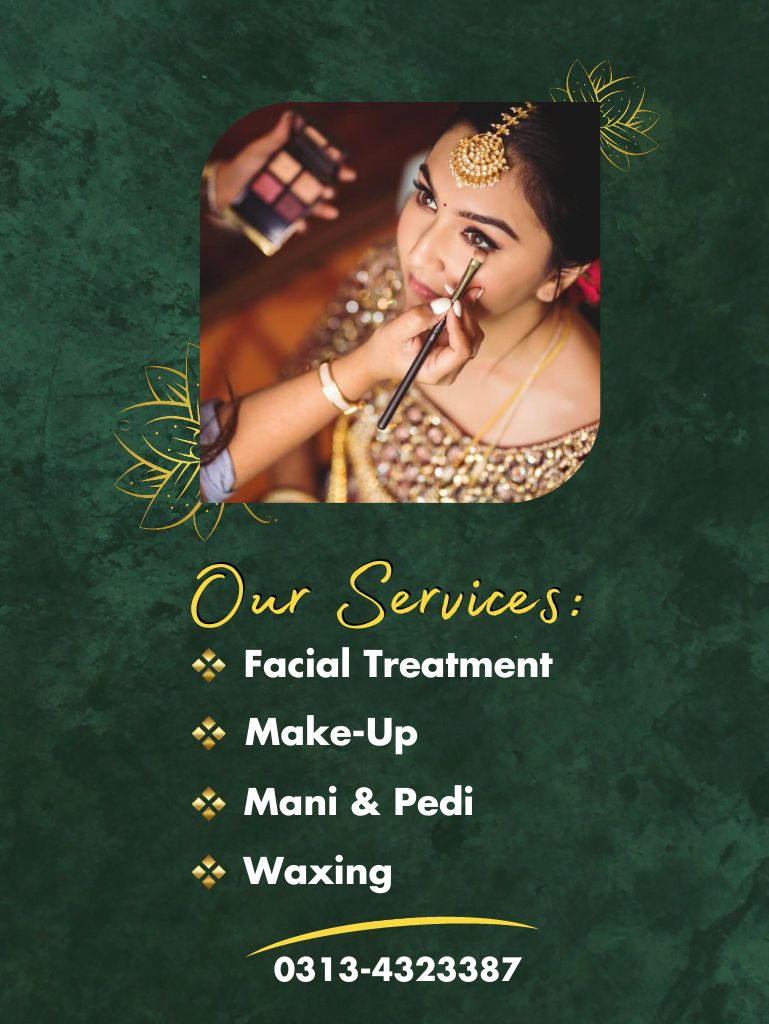 Our Services:
Facial Treatment
Make-Up
Mani & Pedi
Waxing
0313-4323387